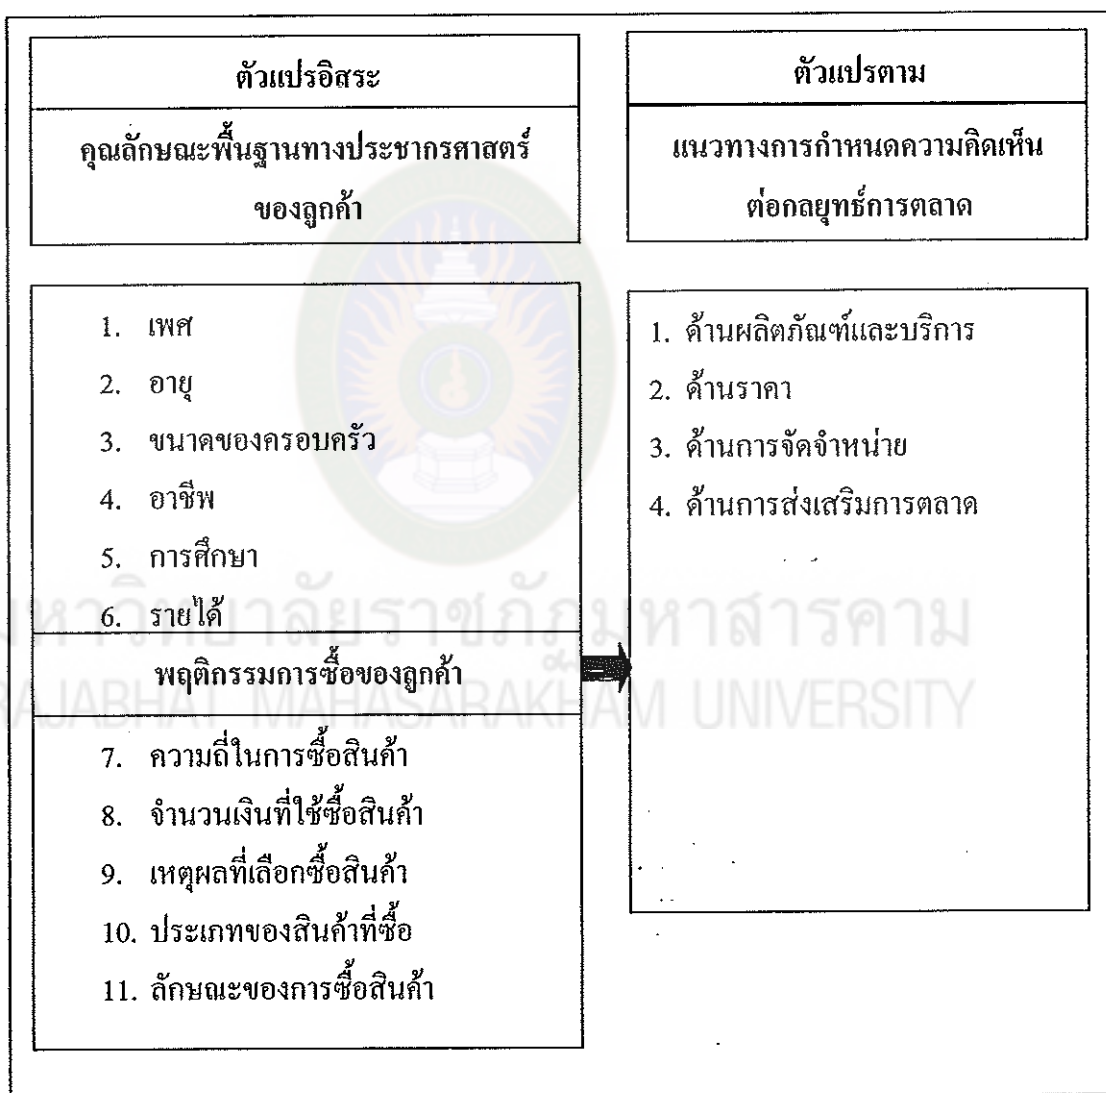 ตัวแปรอิสระ
คุณลักษณะพื้นฐานทางประชากรศาสตร์
ของลูกค้า
1. เพศ
2. อายุ
3. ขนาดของครอบครัว
4. อาชีพ
5. การศึกษา
6. รายได้
พฤติกรรมการซื้อของลูกค้า
7. ความถี่ในการซื้อสินค้า
8. จำนวนเงินที่ใช้ซื้อสินค้า
9. เหตุผลที่เลือกซื้อสินค้า
10. ประเภทของสินค้าที่ซื้อ
11. ลักษณะของการซื้อสินค้า
ตัวแปรตาม
แนวทางการกำหนดความคิดเห็น
ต่อกลยุทธ์การตลาด
1. ด้านผลิตภัณฑ์และบริการ
2. ด้านราคา
3. ด้านการจัดจำหน่าย
4. ด้านการส่งเสริมการตลาด
มหาวิทยาลัยราชภัฏมหาสารคาม
RAJABHAT MAHASARAKHAM UNIVERSITY